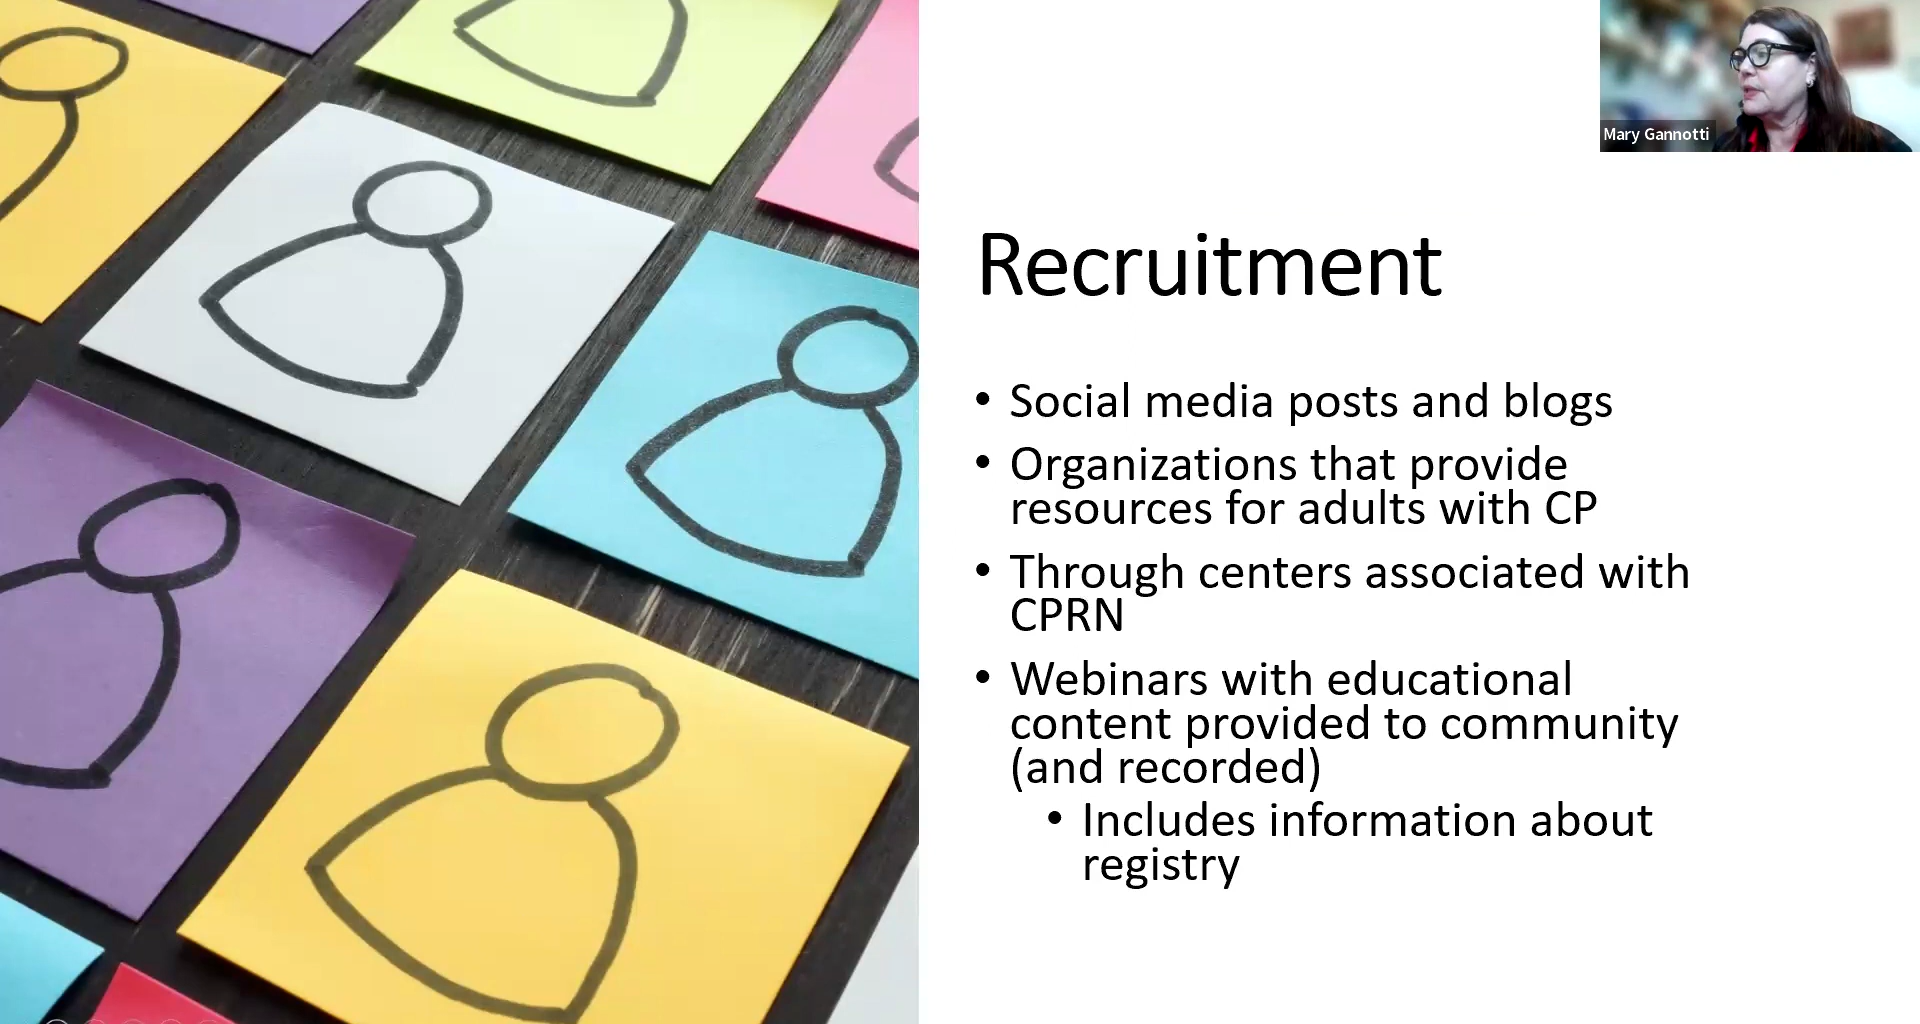 Mary Gannotti
Recruitment
• Social media posts and blogs
• Organizations that provide
resources for adults with CP
• Through centers associated with
CPRN
• Webinars with educational
content provided to community
(and recorded)
• Includes information about
registry